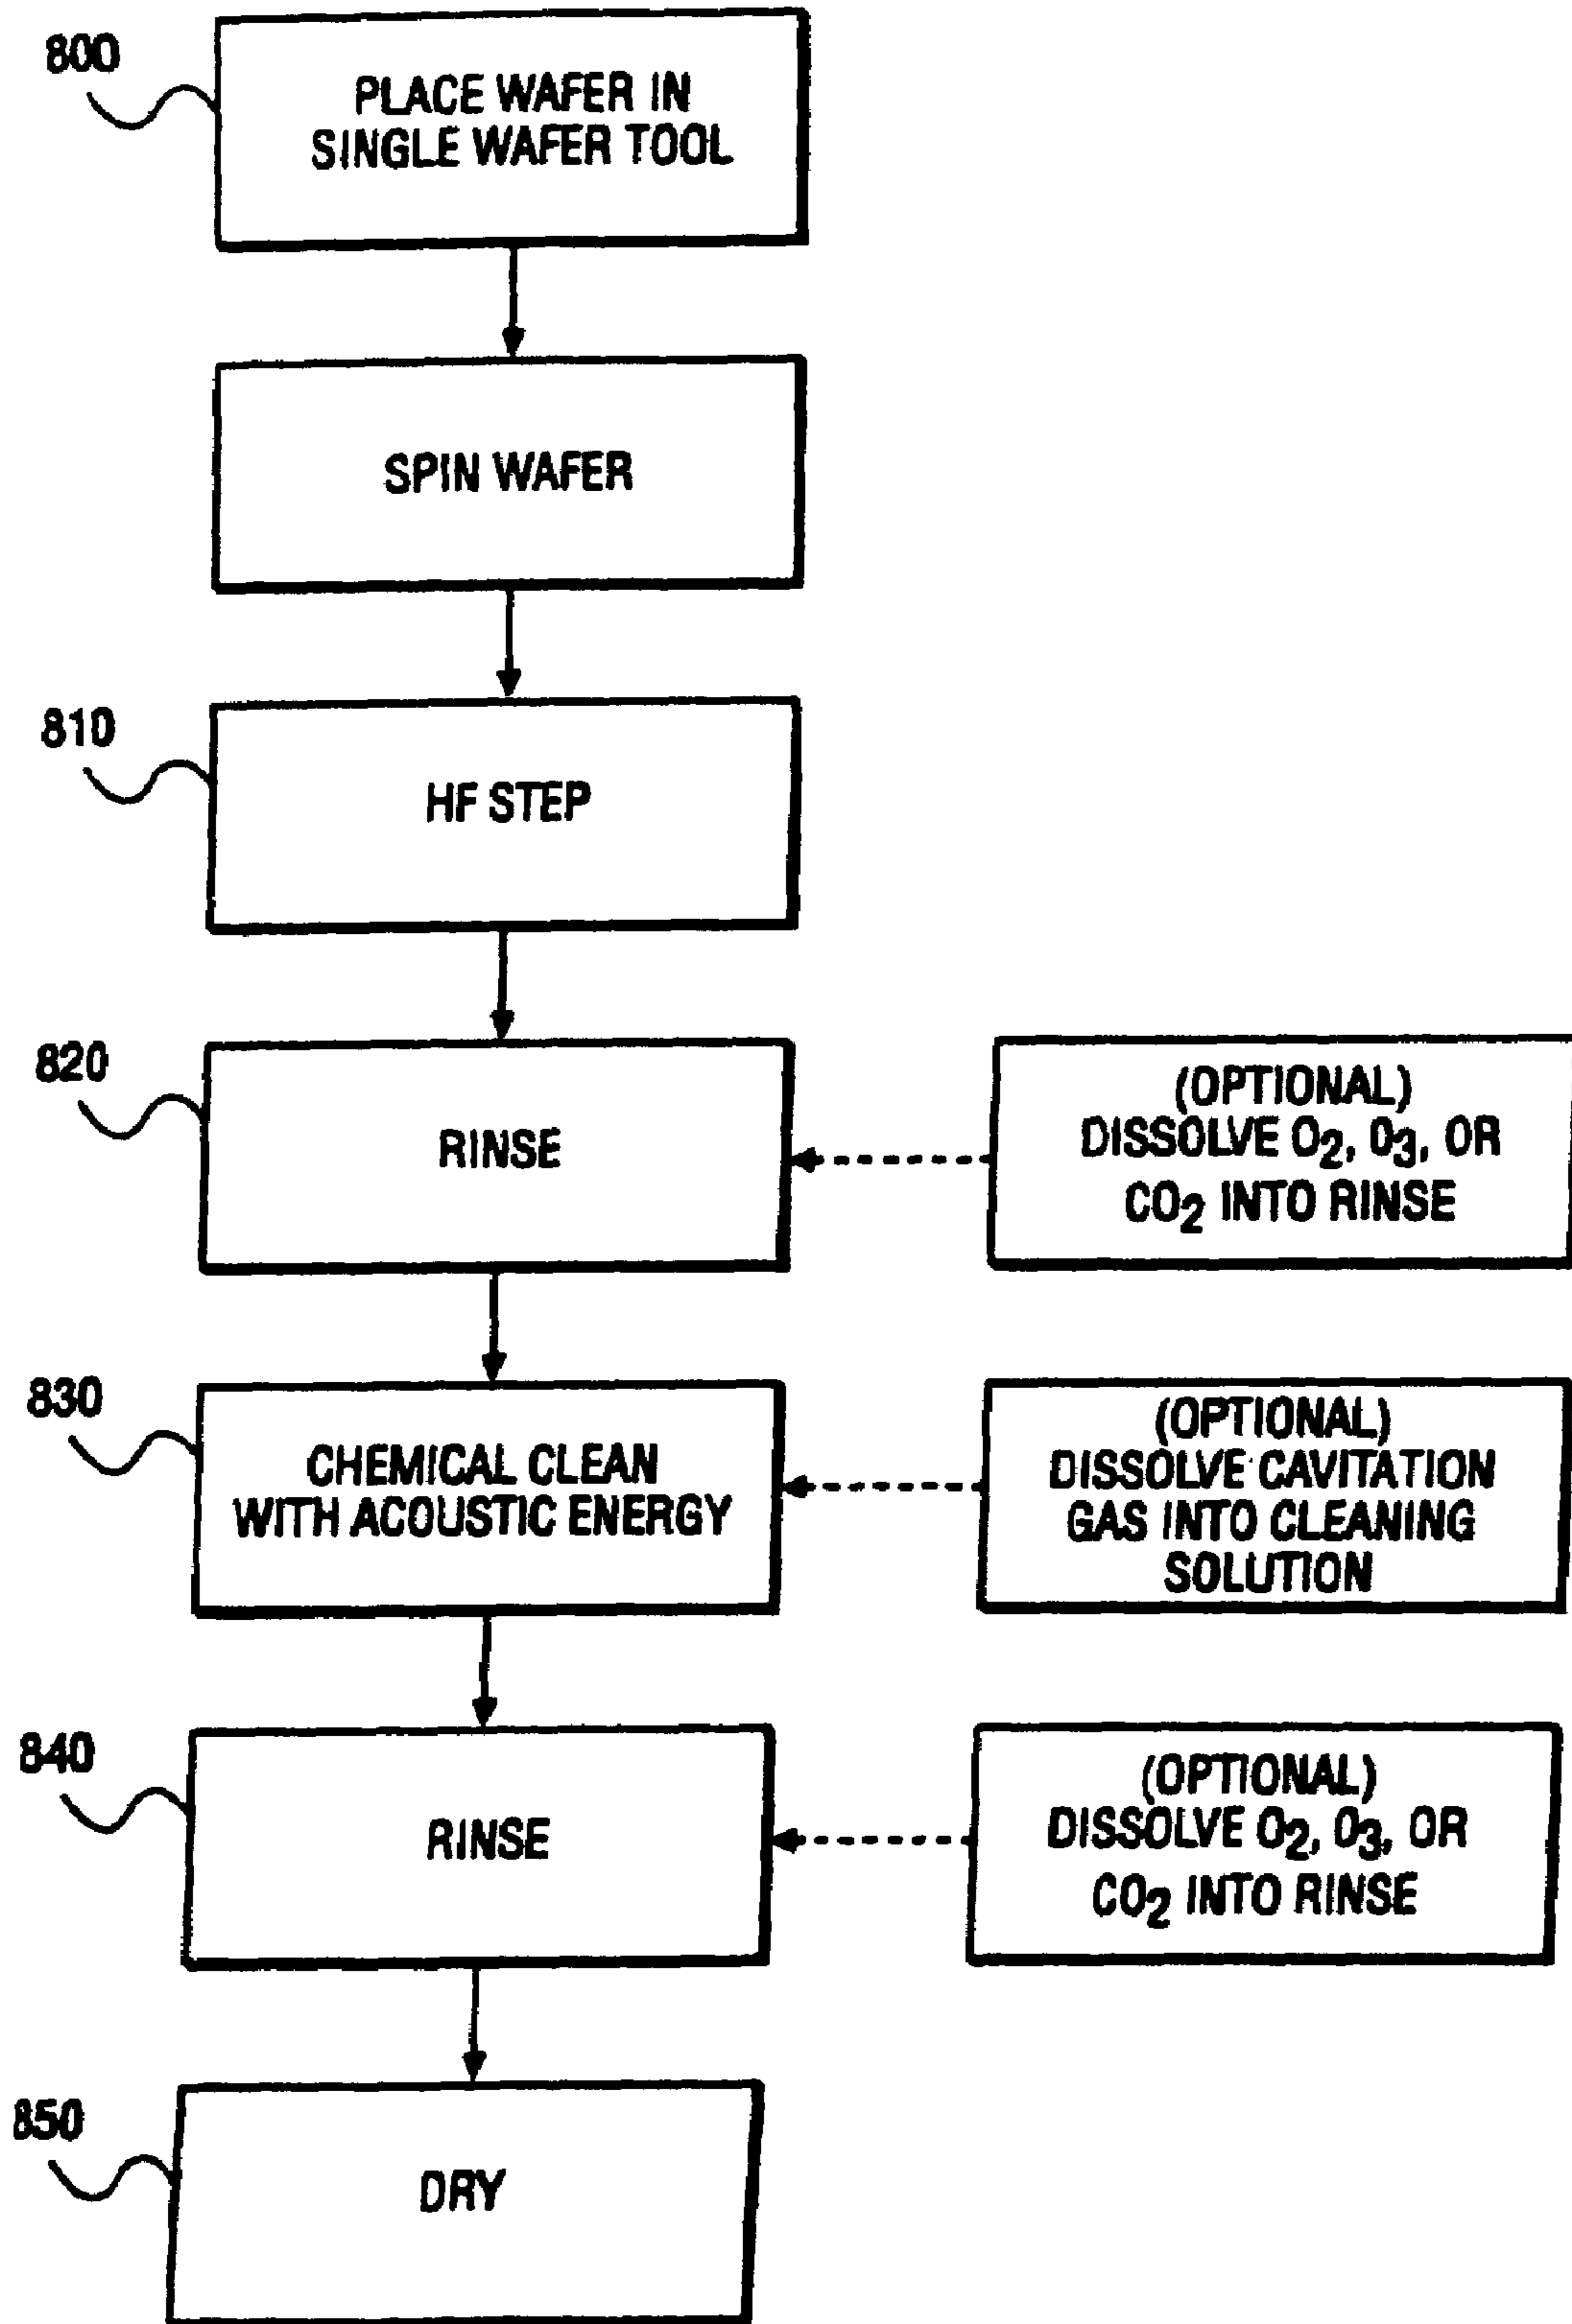 800
PLACE WAFER IN
SINGLE WAFER TOOL
SPIN WAFER
810
HF STEP
820
RINSE
(OPTIONAL)
DISSOLVE O2, O3, OR
CO2 INTO RINSE
830
CHEMICAL CLEAN
WITH ACOUSTIC ENERGY
(OPTIONAL)
DISSOLVE CAVITATION
GAS INTO CLEANING
SOLUTION
840
RINSE
(OPTIONAL)
DISSOLVE O2, O3, OR
CO2 INTO RINSE
850
DRY